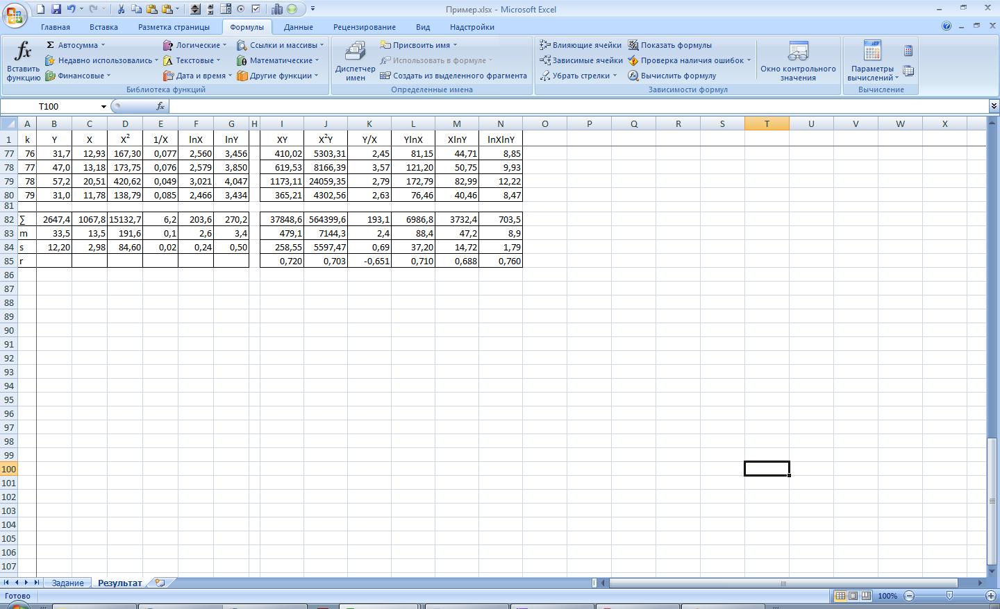 Пример.xlsx - Microsoft Excel
Главная Вставка Разметка страницы Формулы Данные Рецензирование Вид Надстройки
fx Вставить функцию
Σ Автосумма
Недавно использовались
Финансовые
Логические
Текстовые
Дата и время
Ссылки и массивы
Математические
Другие функции
Библиотека функций
Диспетчер имен
Присвоить имя
Использовать в формуле
Создать из выделенного фрагмента
Определенные имена
Влияющие ячейки
Зависимые ячейки
Убрать стрелки
Показать формулы
Проверка наличия ошибок
Вычислить формулу
Окно контрольного значения
Зависимости формул
Параметры вычислений
Вычисление
T100 fx
A B C D E F G H I J K L M N O P Q R S T U V W X
1 k Y X X² 1/X lnX lnY XY X²Y Y/X YlnX XlnY lnXlnY
77 76 31,7 12,93 167,30 0,077 2,560 3,456 410,02 5303,31 2,45 81,15 44,71 8,85
78 77 47,0 13,18 173,75 0,076 2,579 3,850 619,53 8166,39 3,57 121,20 50,75 9,93
79 78 57,2 20,51 420,62 0,049 3,021 4,047 1173,11 24059,35 2,79 172,79 82,99 12,22
80 79 31,0 11,78 138,79 0,085 2,466 3,434 365,21 4302,56 2,63 76,46 40,46 8,47
81
82 ∑ 2647,4 1067,8 15132,7 6,2 203,6 270,2 37848,6 564399,6 193,1 6986,8 3732,4 703,5
83 m 33,5 13,5 191,6 0,1 2,6 3,4 479,1 7144,3 2,4 88,4 47,2 8,9
84 s 12,20 2,98 84,60 0,02 0,24 0,50 258,55 5597,47 0,69 37,20 14,72 1,79
85 r 0,720 0,703 -0,651 0,710 0,688 0,760
86
87
88
89
90
91
92
93
94
95
96
97
98
99
100
101
102
103
104
105
106
107
Задание Результат
Готово 100%